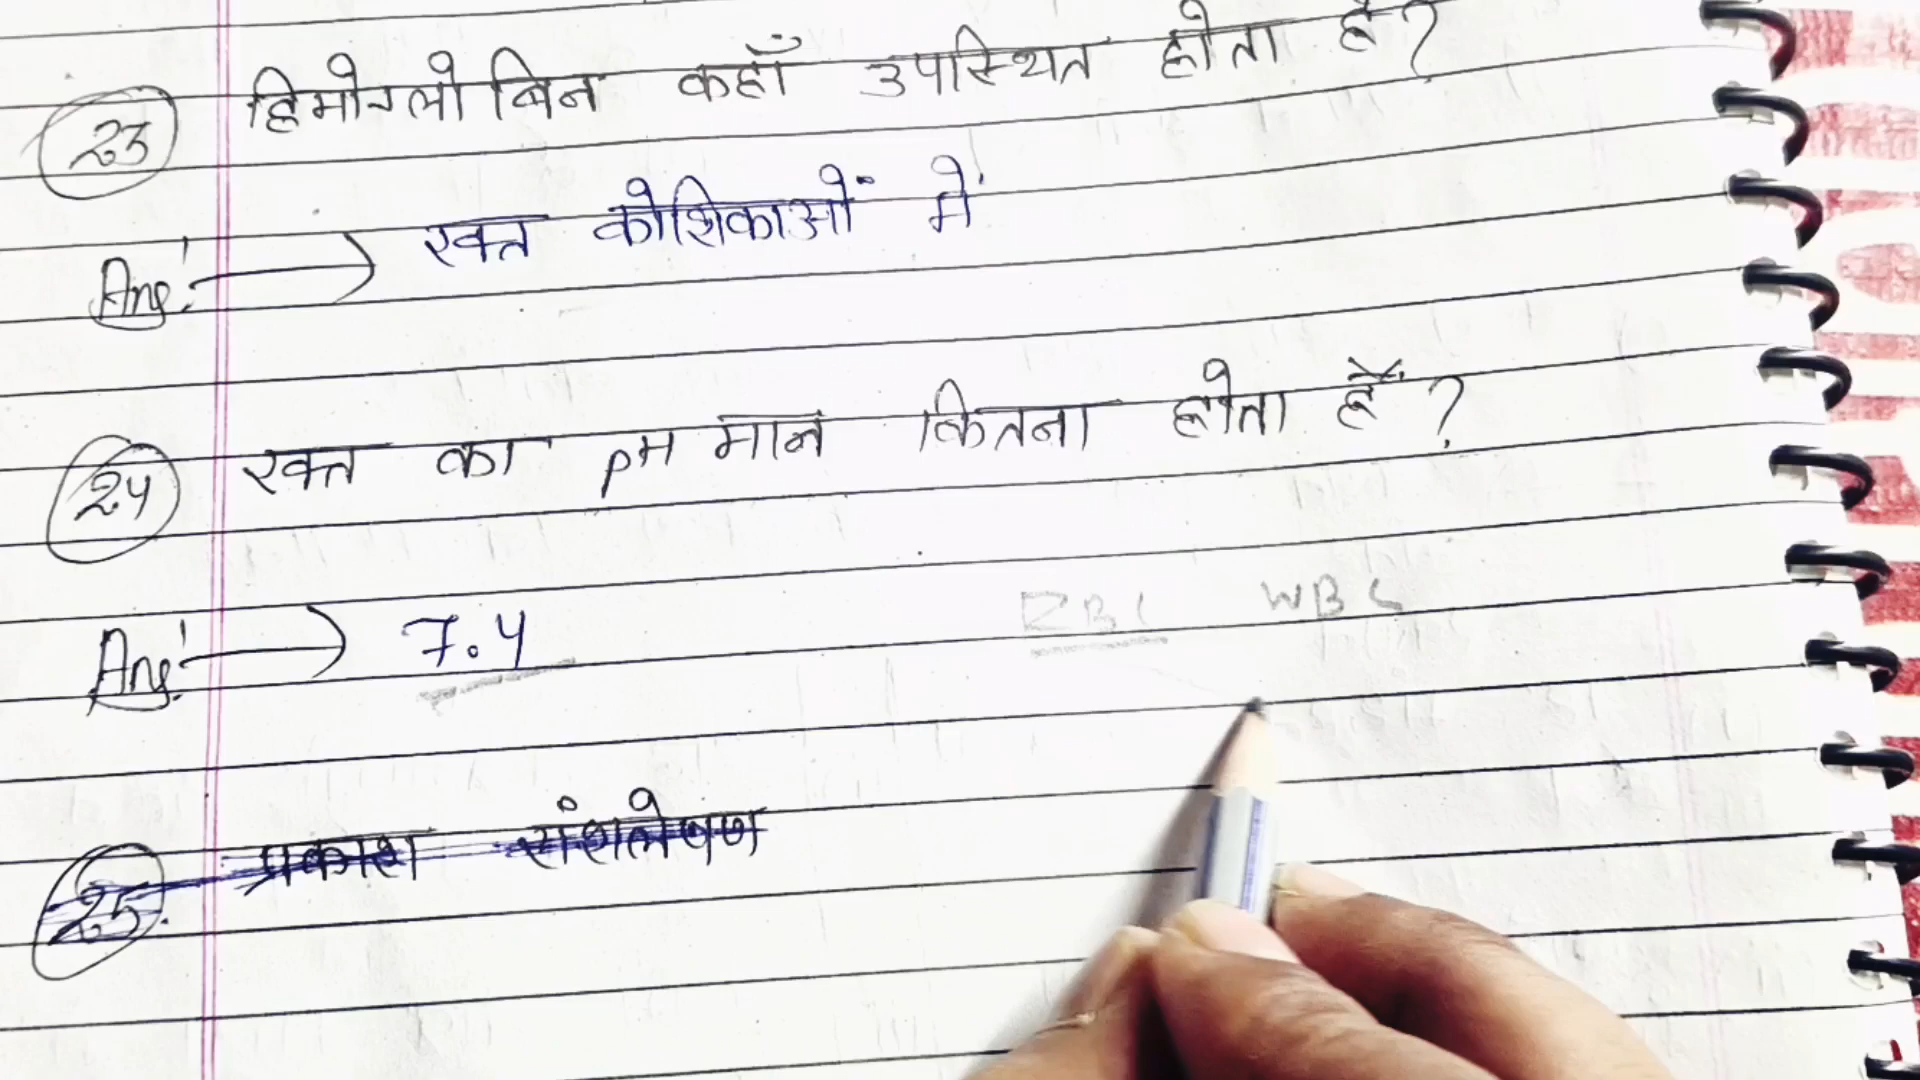 23 हिमोग्लोबिन कहाँ उपस्थित होता है?
Ans! रक्त कोशिकाओं में
24 रक्त का pH मान कितना होता है ?
Ans! 7.4
RBC WBC
25. प्रकाश संश्लेषण